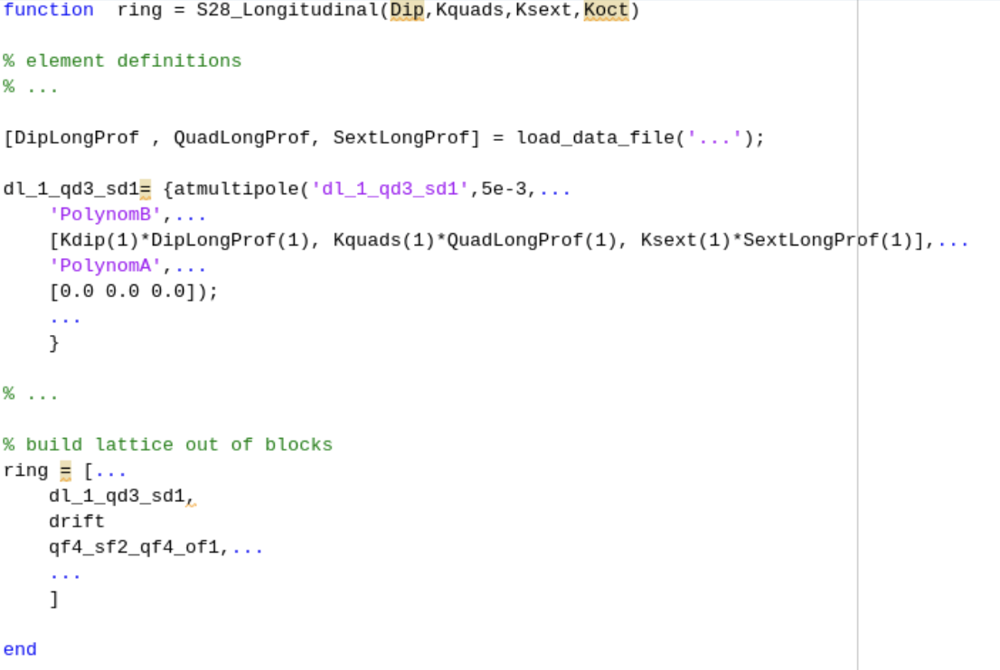 function  ring = S28_Longitudinal(Dip,Kquads,Ksext,Koct)
% element definitions
% ...
[DipLongProf , QuadLongProf, SextLongProf] = load_data_file('...');
dl_1_qd3_sd1= {atmultipole('dl_1_qd3_sd1',5e-3,...
'PolynomB',...
[Kdip(1)*DipLongProf(1), Kquads(1)*QuadLongProf(1), Ksext(1)*SextLongProf(1)],...
'PolynomA',...
[0.0 0.0 0.0]);
...
}
% ...
% build lattice out of blocks
ring = [...
dl_1_qd3_sd1,
drift
qf4_sf2_qf4_of1,...
...
]
end